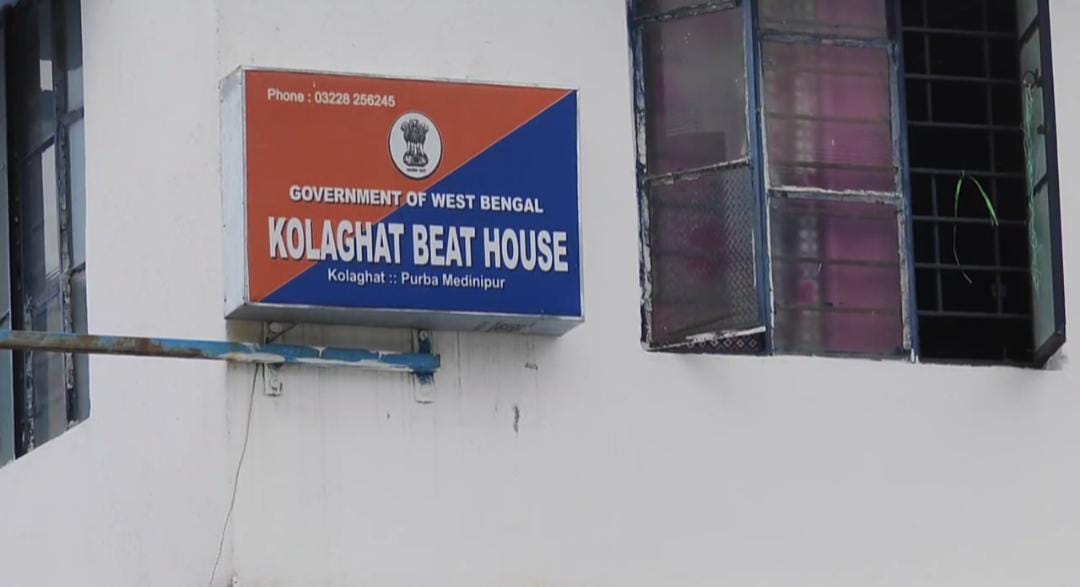 Phone : 03228 256245
GOVERNMENT OF WEST BENGAL
KOLAGHAT BEAT HOUSE
Kolaghat :: Purba Medinipur